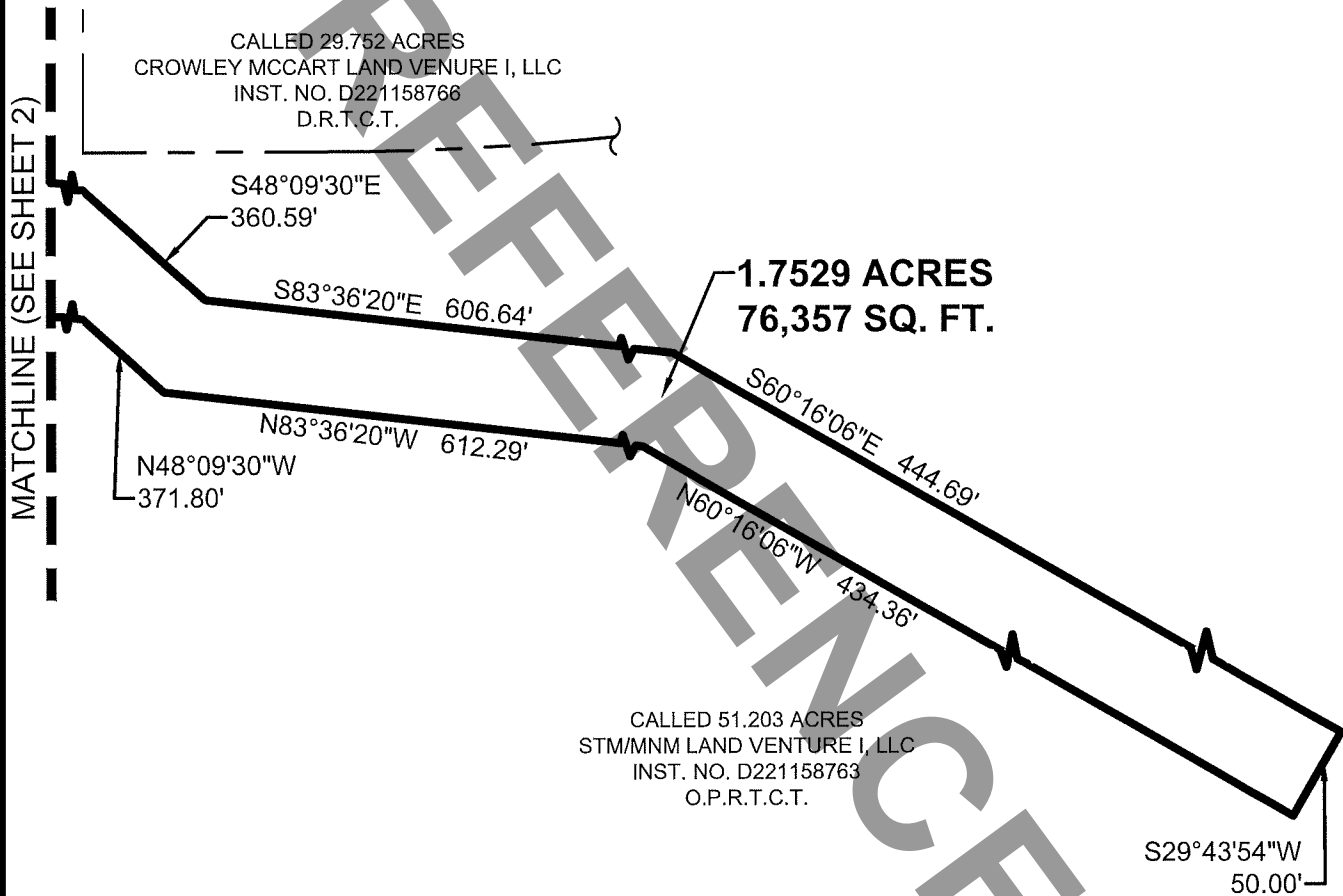 CALLED 29.752 ACRES
CROWLEY MCCART LAND VENURE I, LLC
INST. NO. D221158766
D.R.T.C.T.
MATCHLINE (SEE SHEET 2)
S48°09'30"E
360.59'
S83°36'20"E 606.64'
1.7529 ACRES
76,357 SQ. FT.
S60°16'06"E 444.69'
N83°36'20"W 612.29'
N48°09'30"W
371.80'
N60°16'06"W 434.36'
CALLED 51.203 ACRES
STM/MNM LAND VENTURE I, LLC
INST. NO. D221158763
O.P.R.T.C.T.
S29°43'54"W
50.00'
REFERENCE